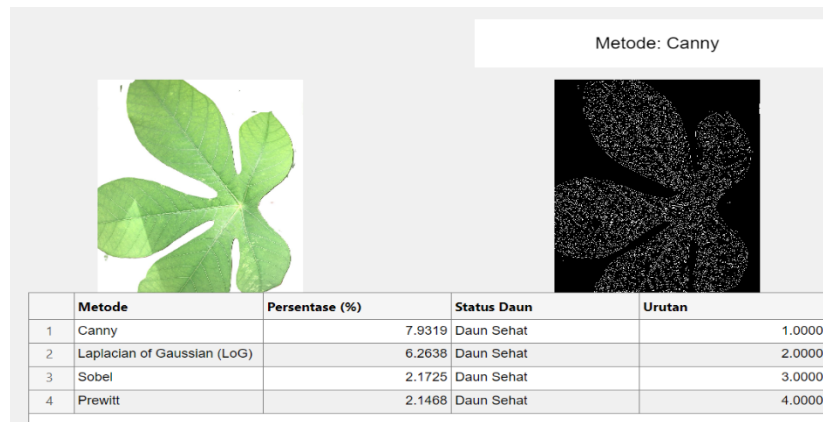 Metode: Canny
Metode Persentase (%) Status Daun Urutan
1 Canny 7.9319 Daun Sehat 1.0000
2 Laplacian of Gaussian (LoG) 6.2638 Daun Sehat 2.0000
3 Sobel 2.1725 Daun Sehat 3.0000
4 Prewitt 2.1468 Daun Sehat 4.0000